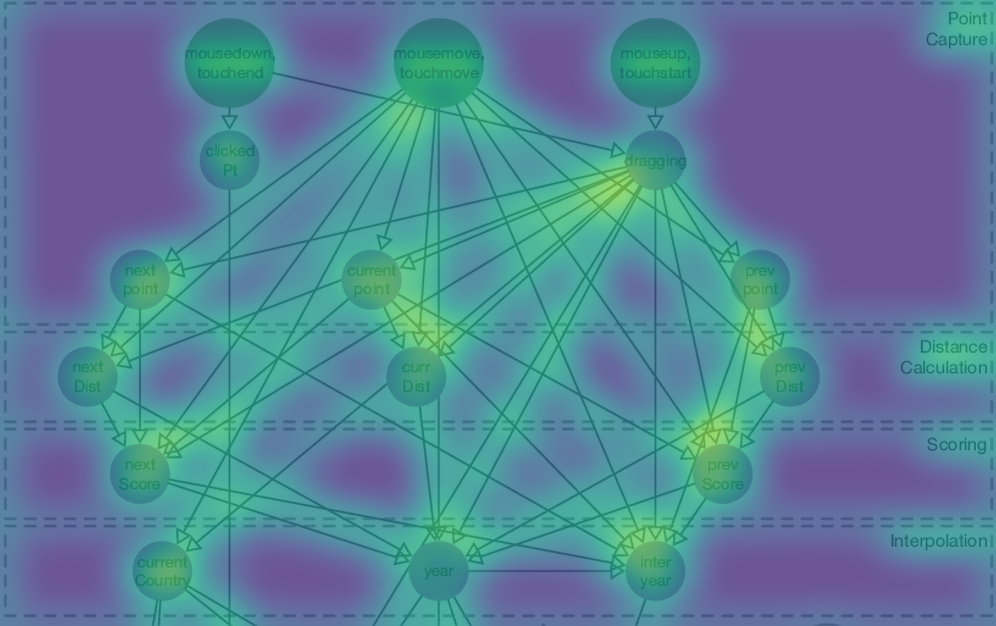 Point
Capture
mousedown,
touchend
mousemove,
touchmove
mouseup,
touchstart
clicked
Pt
dragging
next
point
current
point
prev
point
Distance
Calculation
next
Dist
curr
Dist
prev
Dist
Scoring
next
Score
prev
Score
Interpolation
current
Country
year
inter
year